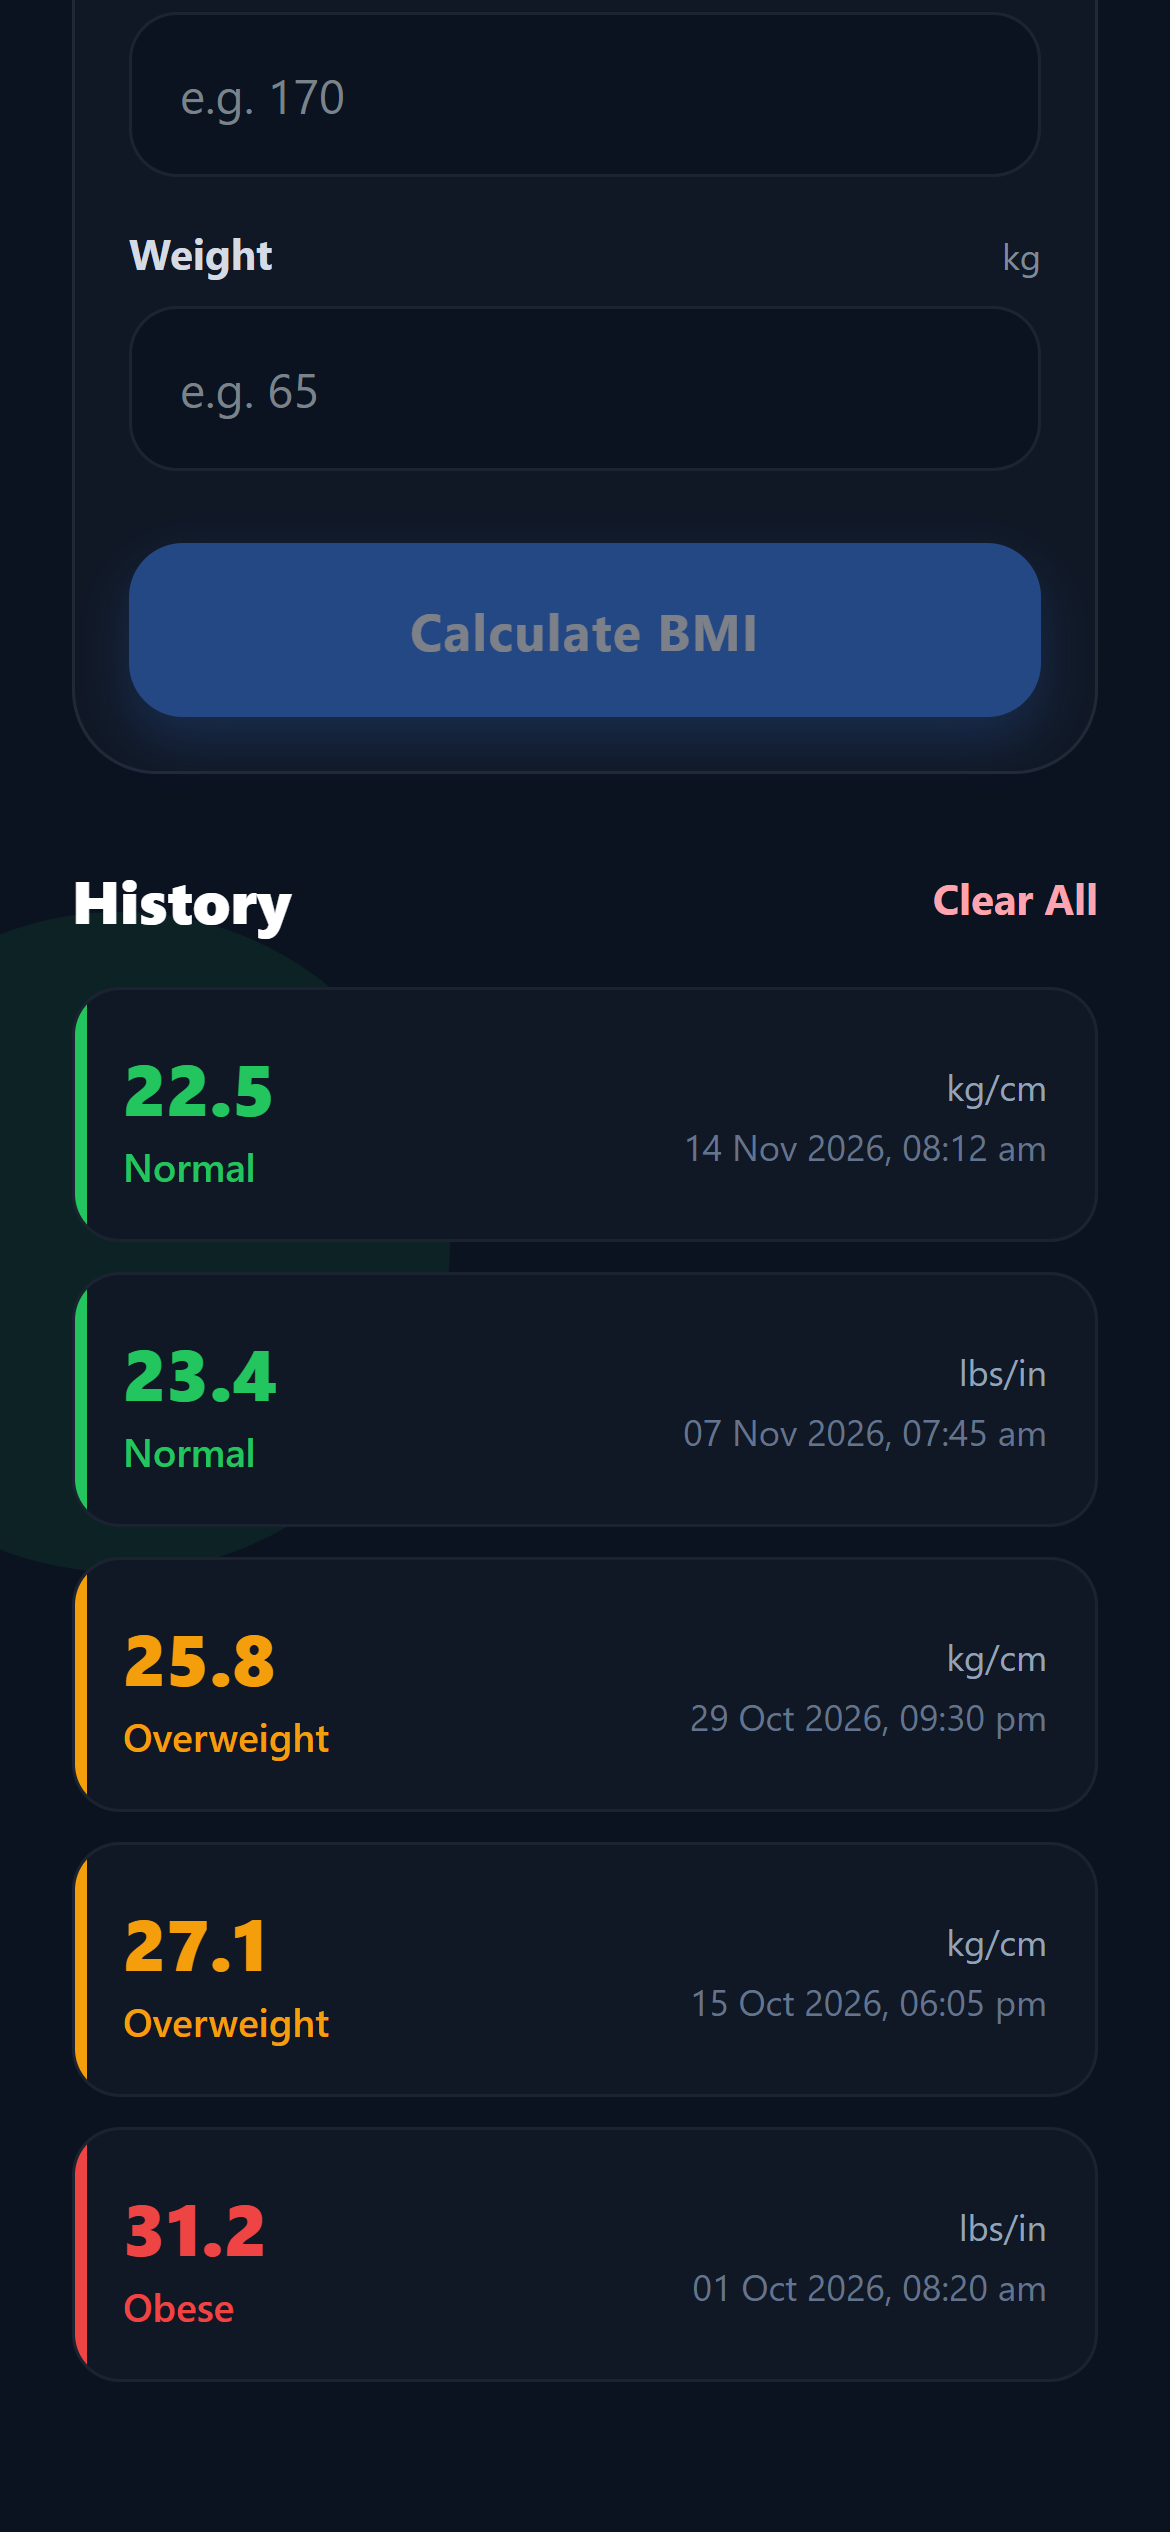 e.g. 170
Weight kg
e.g. 65
Calculate BMI
History Clear All
22.5
kg/cm
Normal
14 Nov 2026, 08:12 am
23.4
lbs/in
Normal
07 Nov 2026, 07:45 am
25.8
kg/cm
Overweight
29 Oct 2026, 09:30 pm
27.1
kg/cm
Overweight
15 Oct 2026, 06:05 pm
31.2
lbs/in
Obese
01 Oct 2026, 08:20 am